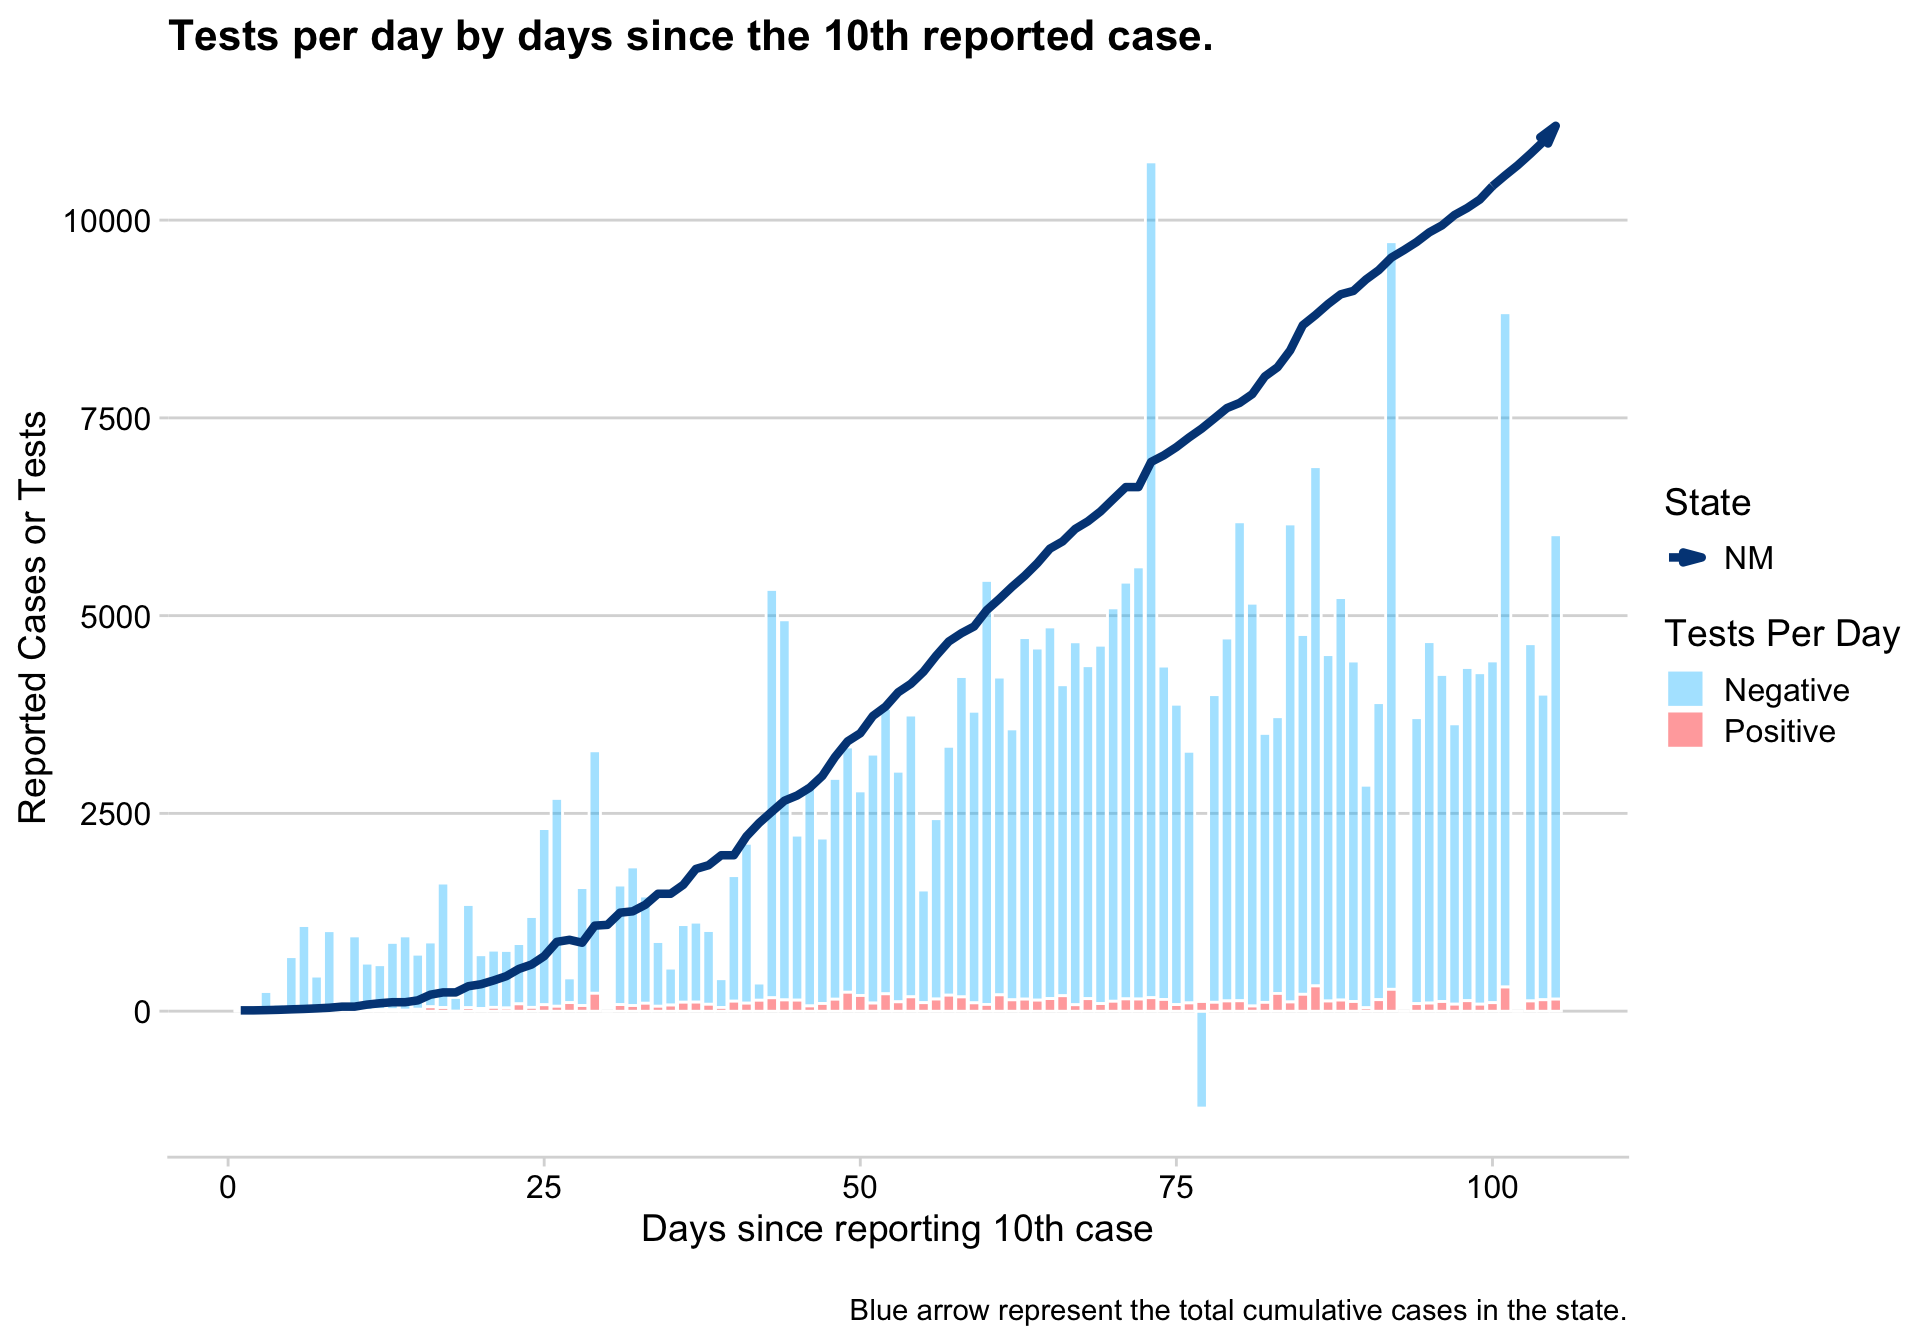 Tests per day by days since the 10th reported case.
Reported Cases or Tests
10000
7500
5000
2500
0
0 25 50 75 100
Days since reporting 10th case
State
NM
Tests Per Day
Negative
Positive
Blue arrow represent the total cumulative cases in the state.